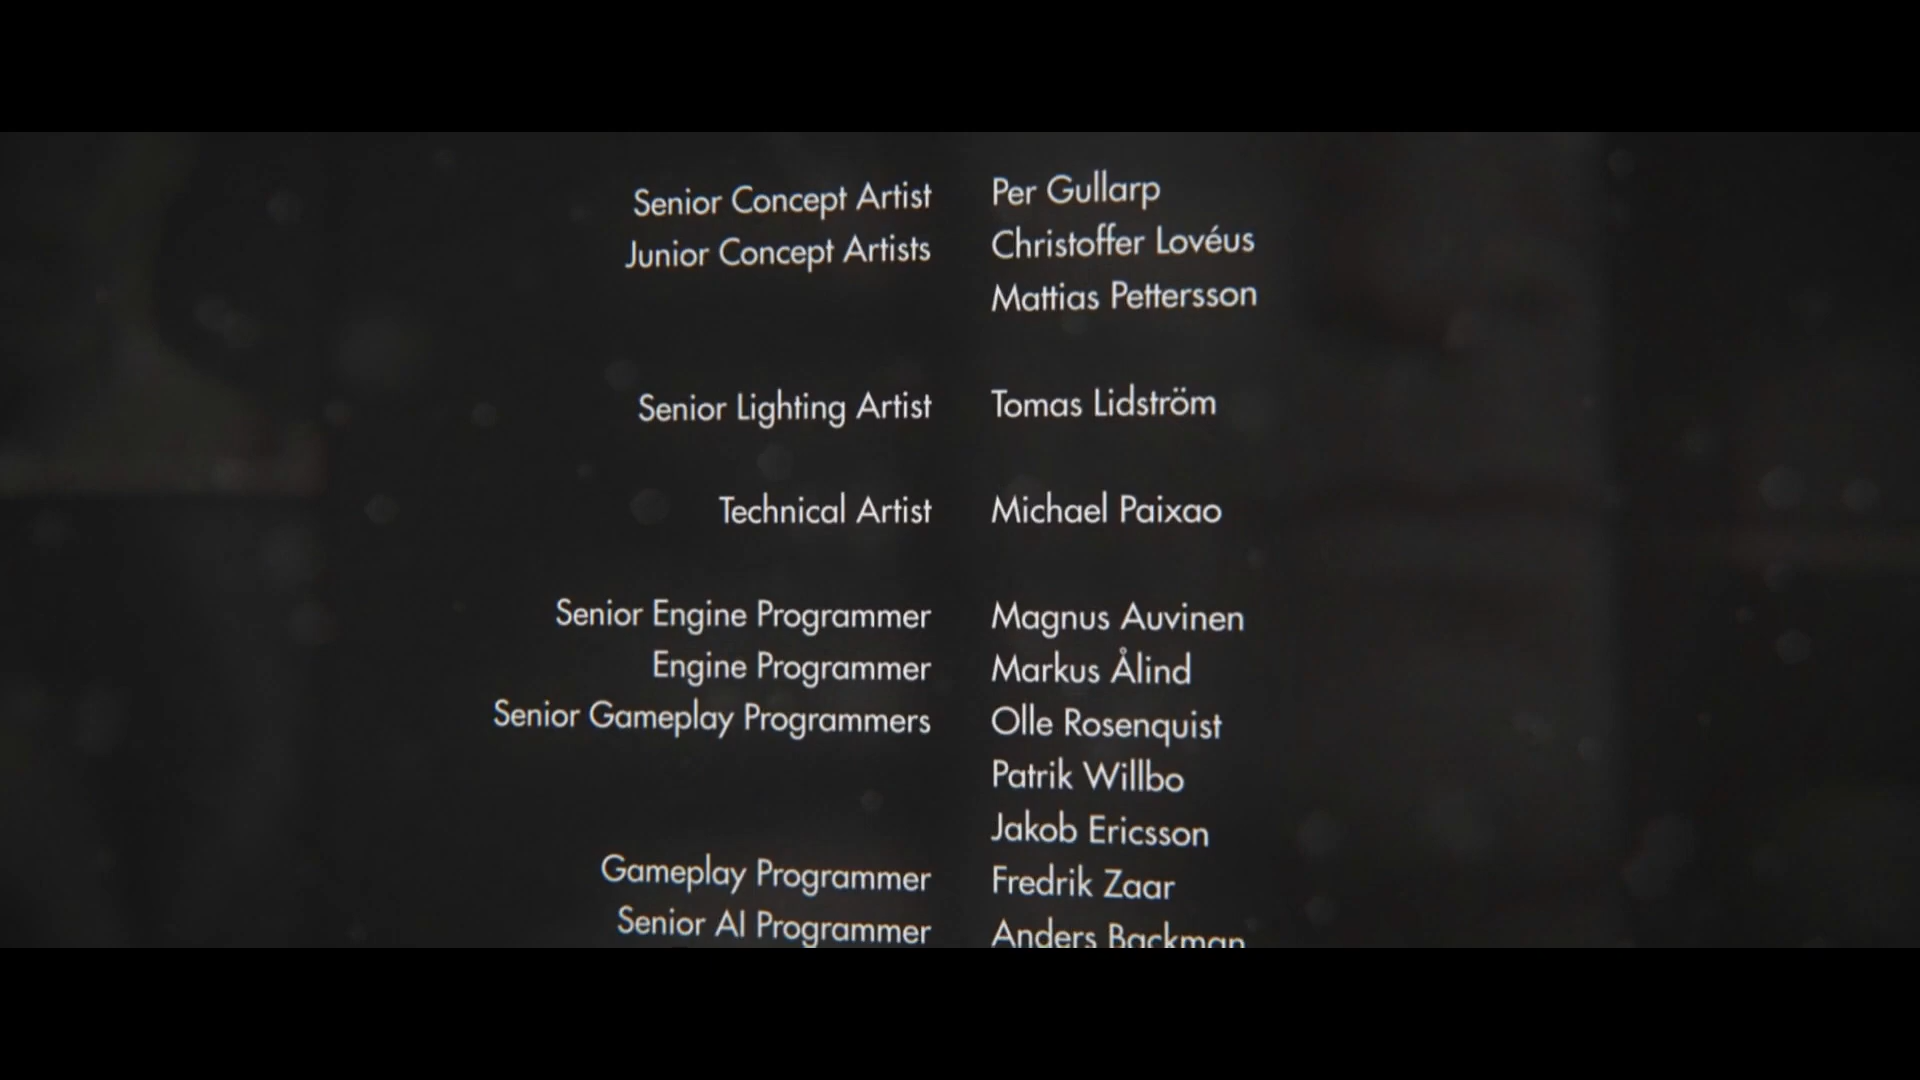 Senior Concept Artist Per Gullarp
Junior Concept Artists Christoffer Lovéus
Mattias Pettersson
Senior Lighting Artist Tomas Lidström
Technical Artist Michael Paixao
Senior Engine Programmer Magnus Auvinen
Engine Programmer Markus Ålind
Senior Gameplay Programmers Olle Rosenquist
Patrik Willbo
Jakob Ericsson
Gameplay Programmer Fredrik Zaar
Senior AI Programmer Anders Backman